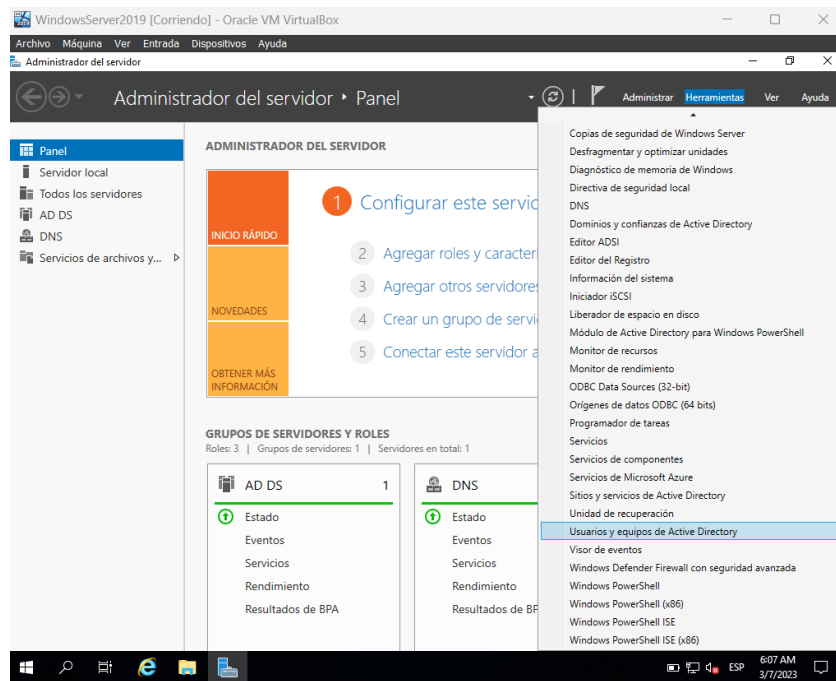 WindowsServer2019 [Corriendo] - Oracle VM VirtualBox
Archivo Máquina Ver Entrada Dispositivos Ayuda
Administrador del servidor
Administrador del servidor • Panel
Administrar Herramientas Ver Ayuda
Panel
Servidor local
Todos los servidores
AD DS
DNS
Servicios de archivos y...
ADMINISTRADOR DEL SERVIDOR
INICIO RÁPIDO
NOVEDADES
OBTENER MÁS
INFORMACIÓN
1 Configurar este servic
2 Agregar roles y caracterí
3 Agregar otros servidores
4 Crear un grupo de servi
5 Conectar este servidor a
GRUPOS DE SERVIDORES Y ROLES
Roles: 3 | Grupos de servidores: 1 | Servidores en total: 1
AD DS 1
Estado
Eventos
Servicios
Rendimiento
Resultados de BPA
DNS
Estado
Eventos
Servicios
Rendimiento
Resultados de BP
Copias de seguridad de Windows Server
Desfragmentar y optimizar unidades
Diagnóstico de memoria de Windows
Directiva de seguridad local
DNS
Dominios y confianzas de Active Directory
Editor ADSI
Editor del Registro
Información del sistema
Iniciador iSCSI
Liberador de espacio en disco
Módulo de Active Directory para Windows PowerShell
Monitor de recursos
Monitor de rendimiento
ODBC Data Sources (32-bit)
Orígenes de datos ODBC (64 bits)
Programador de tareas
Servicios
Servicios de componentes
Servicios de Microsoft Azure
Sitios y servicios de Active Directory
Unidad de recuperación
Usuarios y equipos de Active Directory
Visor de eventos
Windows Defender Firewall con seguridad avanzada
Windows PowerShell
Windows PowerShell (x86)
Windows PowerShell ISE
Windows PowerShell ISE (x86)
ESP
6:07 AM
3/7/2023